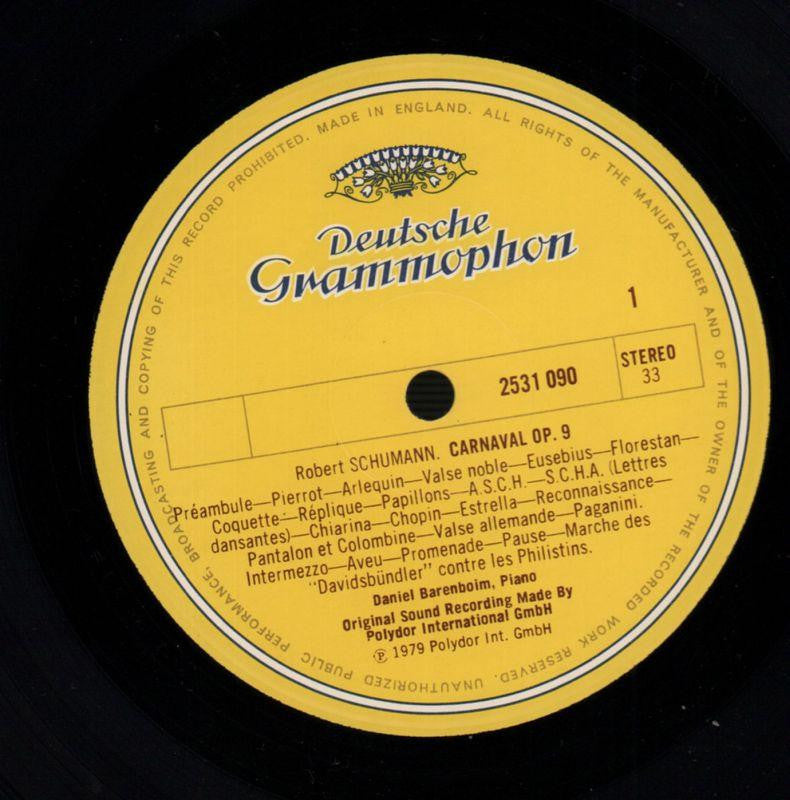 MADE IN ENGLAND. ALL RIGHTS OF THE MANUFACTURER AND OF THE OWNER OF THE RECORDED WORK RESERVED. UNAUTHORIZED PUBLIC PERFORMANCE, BROADCASTING AND COPYING OF THIS RECORD PROHIBITED.
Deutsche
Grammophon
1
2531 090
STEREO
33
Robert SCHUMANN. CARNAVAL OP. 9
Préambule—Pierrot—Arlequin—Valse noble—Eusebius—Florestan—
Coquette—Réplique—Papillons—A.S.C.H.—S.C.H.A. (Lettres
dansantes)—Chiarina—Chopin—Estrella—Reconnaissance—
Pantalon et Colombine—Valse allemande—Paganini.
Intermezzo—Aveu—Promenade—Pause—Marche des
"Davidsbündler" contre les Philistins.
Daniel Barenboim, Piano
Original Sound Recording Made By
Polydor International GmbH
℗ 1979 Polydor Int. GmbH